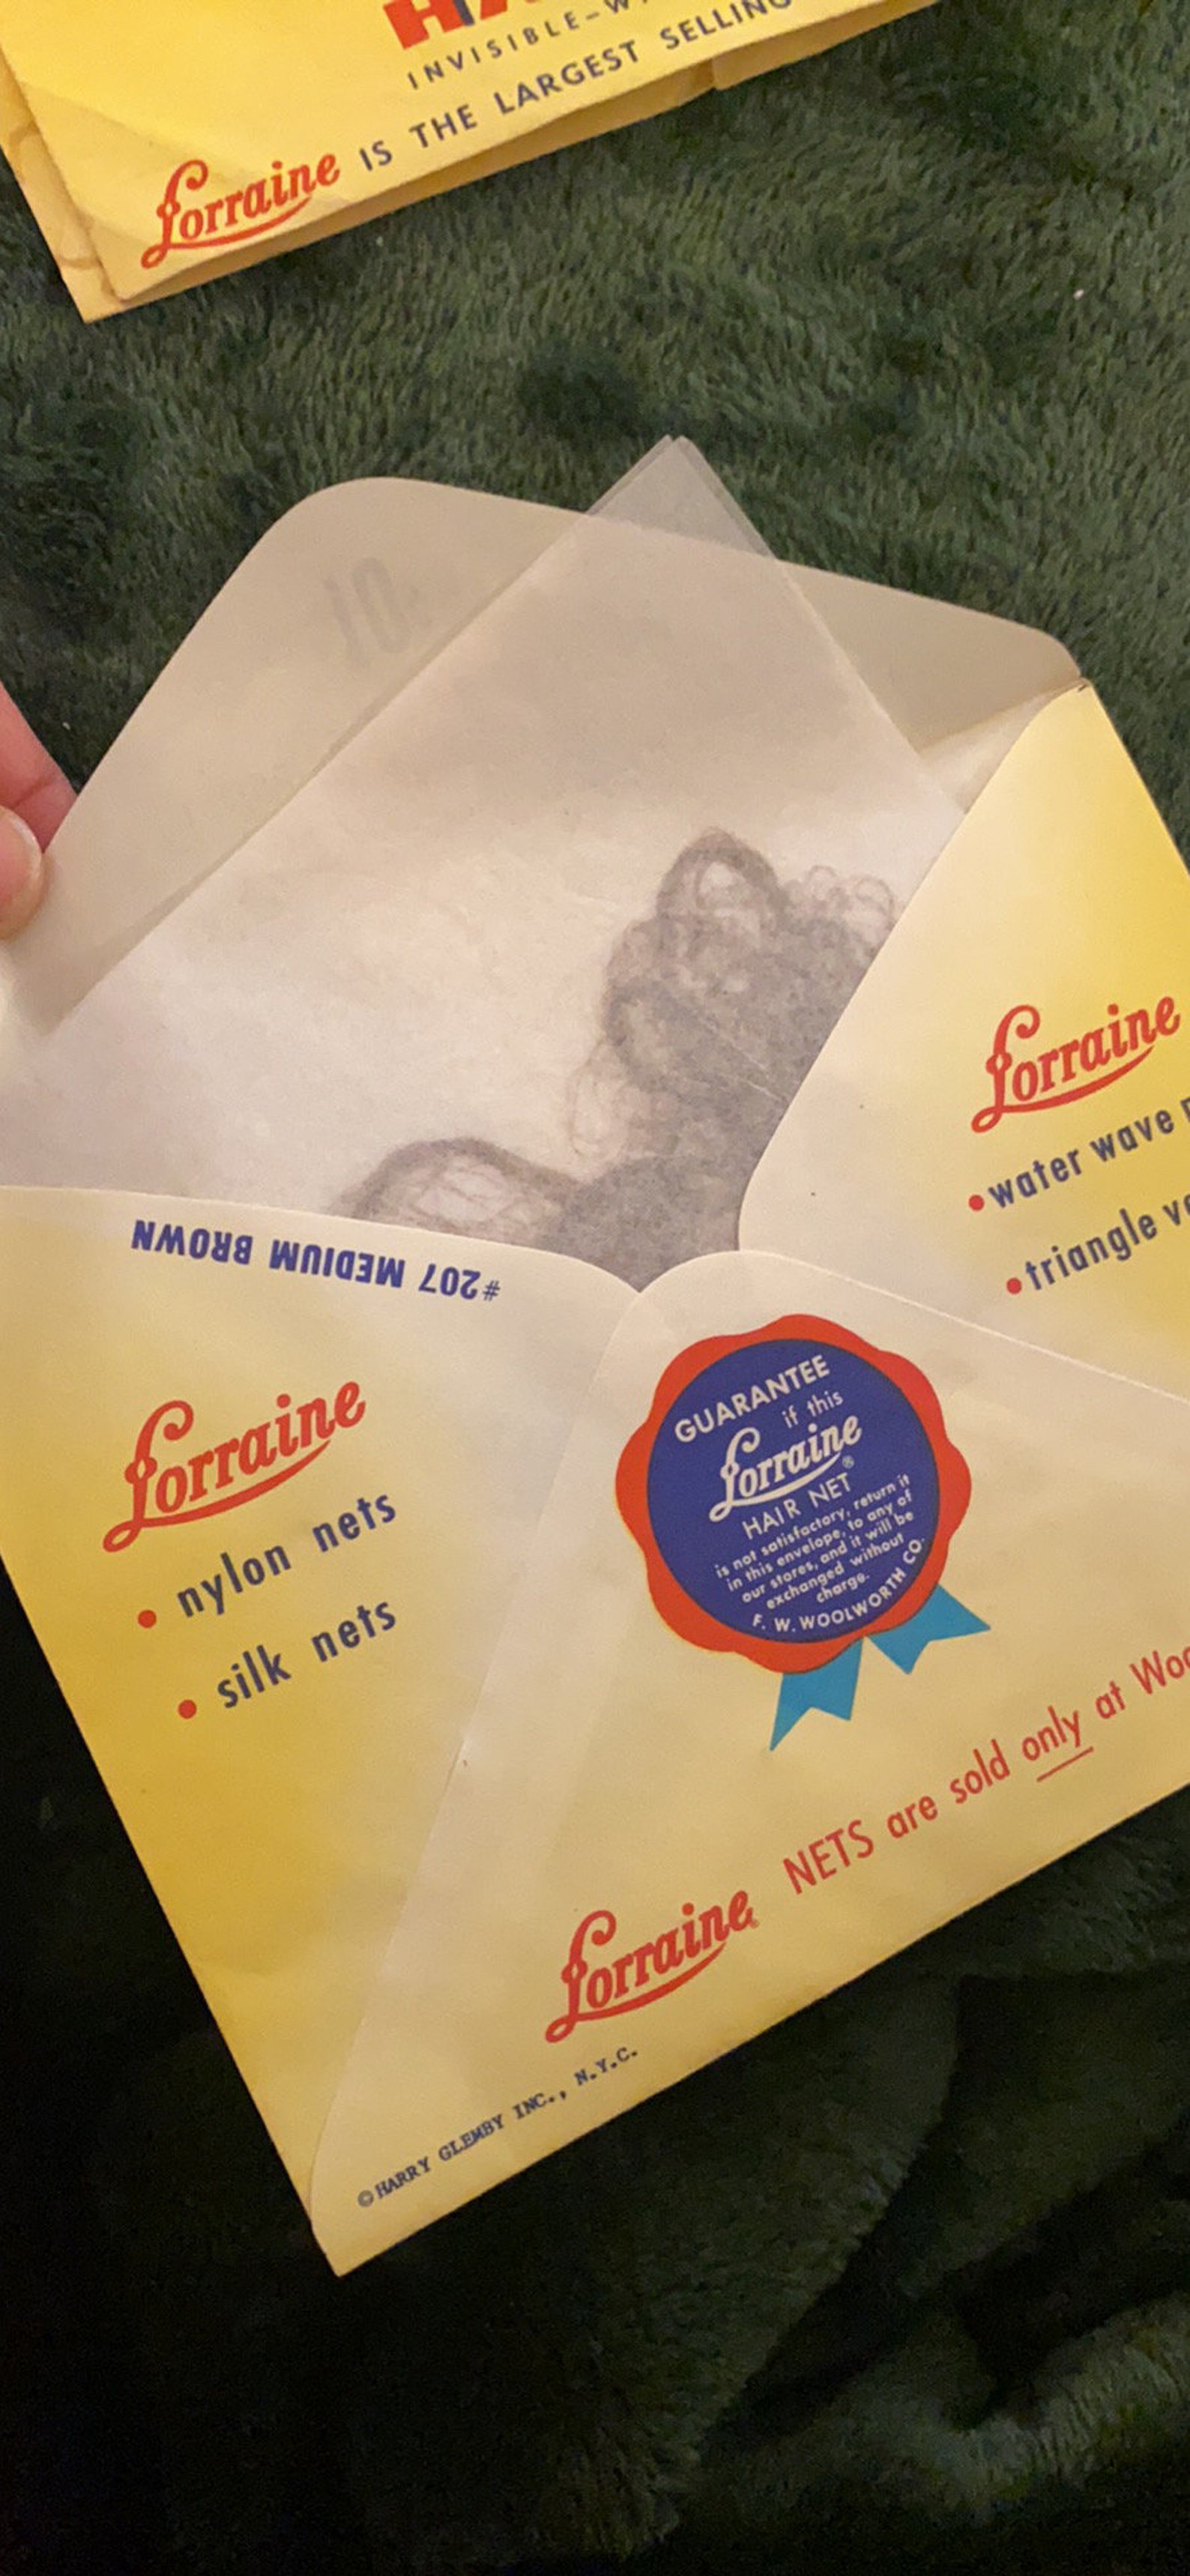 INVISIBLE-W
Lorraine IS THE LARGEST SELLING
10
#207 MEDIUM BROWN
Lorraine
• water wave
• triangle
Lorraine
• nylon nets
• silk nets
GUARANTEE
if this
Lorraine®
HAIR NET
is not satisfactory, return it
in this envelope, to any of
our stores, and it will be
exchanged without
charge.
F. W. WOOLWORTH CO.
Lorraine® NETS are sold only at
© HARRY GLEMBY INC., N.Y.C.